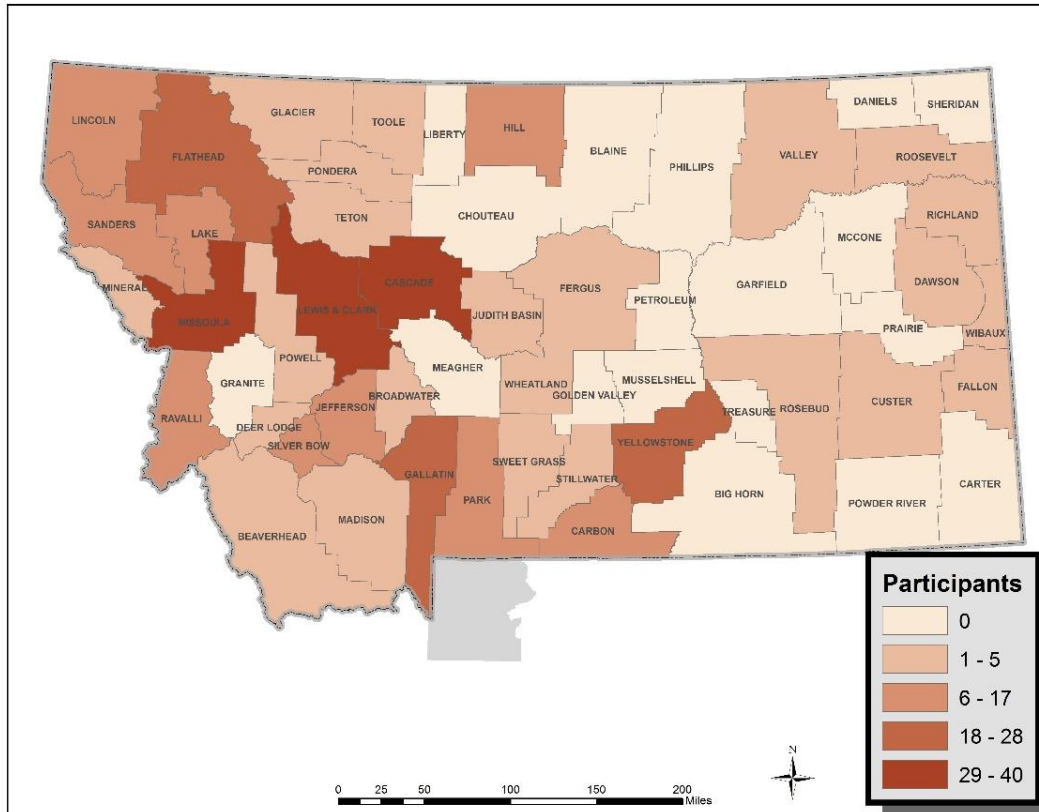 DANIELS
SHERIDAN
GLACIER
TOOLE
LINCOLN
LIBERTY
HILL
BLAINE
FLATHEAD
VALLEY
ROOSEVELT
PHILLIPS
PONDERA
CHOUTEAU
TETON
RICHLAND
SANDERS
LAKE
MCCONE
CASCADE
DAWSON
MINERAL
FERGUS
GARFIELD
PETROLEUM
LEWIS & CLARK
JUDITH BASIN
MISSOULA
PRAIRIE
WIBAUX
POWELL
MEAGHER
GRANITE
MUSSELSHELL
WHEATLAND
FALLON
BROADWATER
GOLDEN VALLEY
CUSTER
JEFFERSON
ROSEBUD
TREASURE
RAVALLI
DEER LODGE
YELLOWSTONE
SILVER BOW
SWEET GRASS
GALLATIN
STILLWATER
CARTER
BIG HORN
PARK
POWDER RIVER
MADISON
CARBON
BEAVERHEAD
Participants
0
1 - 5
6 - 17
18 - 28
29 - 40
N
0 25 50 100 150 200
Miles